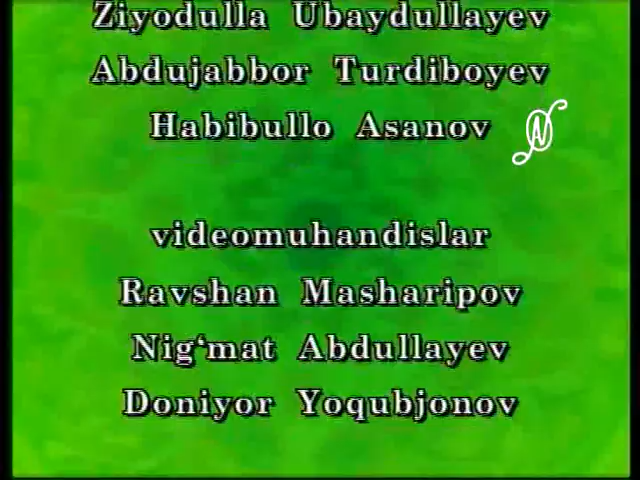 Ziyodulla Ubaydullayev
Abdujabbor Turdiboyev
Habibullo Asanov
videomuhandislar
Ravshan Masharipov
Nig‘mat Abdullayev
Doniyor Yoqubjonov